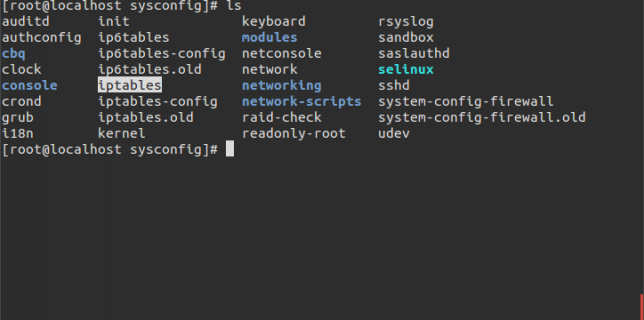 [root@localhost sysconfig]# ls
auditd      init             keyboard         rsyslog
authconfig  ip6tables        modules          sandbox
cbq         ip6tables-config netconsole       saslauthd
clock       ip6tables.old    network          selinux
console     iptables         networking       sshd
crond       iptables-config  network-scripts  system-config-firewall
grub        iptables.old     raid-check       system-config-firewall.old
i18n        kernel           readonly-root    udev
[root@localhost sysconfig]#